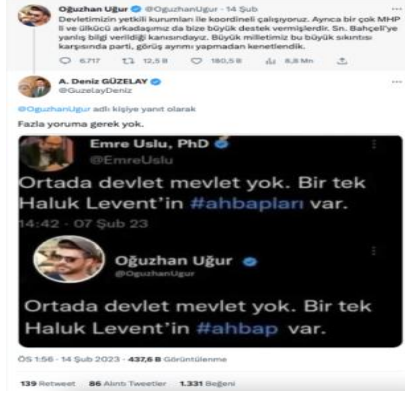 Oğuzhan Uğur @OguzhanUgur · 14 Şub
Devletimizin yetkili kurumları ile koordineli çalışıyoruz. Ayrıca bir çok MHP
li ve ülkücü arkadaşımız da bize büyük destek vermişlerdir. Sn. Bahçeli'ye
yanlış bilgi verildiği kanısındayız. Büyük milletimiz bu büyük sıkıntısı
karşısında parti, görüş ayrımı yapmadan kenetlendik.
6.717 12,5 B 180,5 B 8,8 Mn
A. Deniz GÜZELAY
@GuzelayDeniz
@OguzhanUgur adlı kişiye yanıt olarak
Fazla yoruma gerek yok.
Emre Uslu, PhD
@EmreUslu
Ortada devlet mevlet yok. Bir tek
Haluk Levent'in #ahbapları var.
14:42 - 07 Şub 23
Oğuzhan Uğur
@OguzhanUgur
Ortada devlet mevlet yok. Bir tek
Haluk Levent'in #ahbap var.
ÖS 1:56 · 14 Şub 2023 · 437,6 B Görüntülenme
139 Retweet 86 Alıntı Tweetler 1.331 Beğeni